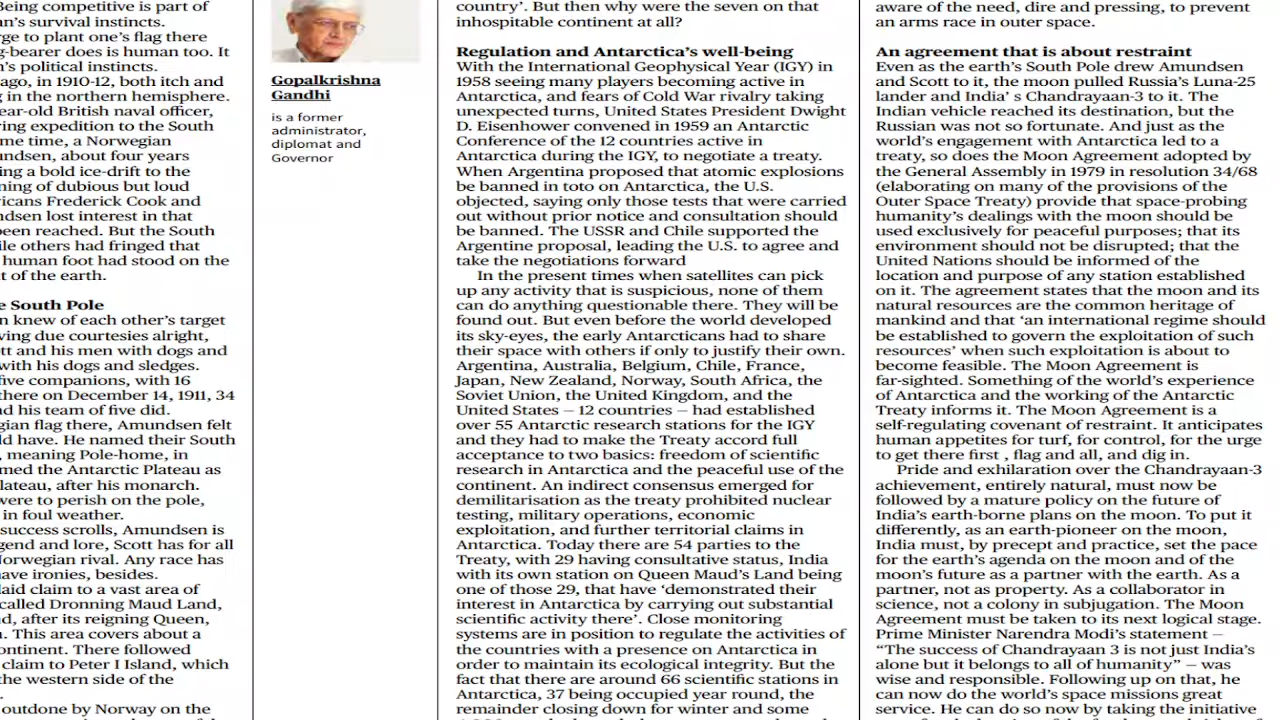 Being competitive is part of
n's survival instincts.
rge to plant one's flag there
g-bearer does is human too. It
n's political instincts.
ago, in 1910-12, both itch and
g in the northern hemisphere.
ear-old British naval officer,
ring expedition to the South
me time, a Norwegian
undsen, about four years
ing a bold ice-drift to the
ning of dubious but loud
ricans Frederick Cook and
ndsen lost interest in that
been reached. But the South
ile others had fringed that
human foot had stood on the
t of the earth.
e South Pole
n knew of each other's target
ving due courtesies alright,
ott and his men with dogs and
with his dogs and sledges.
five companions, with 16
there on December 14, 1911, 34
nd his team of five did.
gian flag there, Amundsen felt
ld have. He named their South
, meaning Pole-home, in
med the Antarctic Plateau as
lateau, after his monarch.
were to perish on the pole,
in foul weather.
success scrolls, Amundsen is
gend and lore, Scott has for all
Norwegian rival. Any race has
have ironies, besides.
laid claim to a vast area of
called Dronning Maud Land,
d, after its reigning Queen,
. This area covers about a
ontinent. There followed
claim to Peter I Island, which
the western side of the
.
outdone by Norway on the
Gopalkrishna
Gandhi
is a former
administrator,
diplomat and
Governor
country'. But then why were the seven on that
inhospitable continent at all?
Regulation and Antarctica's well-being
With the International Geophysical Year (IGY) in
1958 seeing many players becoming active in
Antarctica, and fears of Cold War rivalry taking
unexpected turns, United States President Dwight
D. Eisenhower convened in 1959 an Antarctic
Conference of the 12 countries active in
Antarctica during the IGY, to negotiate a treaty.
When Argentina proposed that atomic explosions
be banned in toto on Antarctica, the U.S.
objected, saying only those tests that were carried
out without prior notice and consultation should
be banned. The USSR and Chile supported the
Argentine proposal, leading the U.S. to agree and
take the negotiations forward
In the present times when satellites can pick
up any activity that is suspicious, none of them
can do anything questionable there. They will be
found out. But even before the world developed
its sky-eyes, the early Antarcticans had to share
their space with others if only to justify their own.
Argentina, Australia, Belgium, Chile, France,
Japan, New Zealand, Norway, South Africa, the
Soviet Union, the United Kingdom, and the
United States – 12 countries – had established
over 55 Antarctic research stations for the IGY
and they had to make the Treaty accord full
acceptance to two basics: freedom of scientific
research in Antarctica and the peaceful use of the
continent. An indirect consensus emerged for
demilitarisation as the treaty prohibited nuclear
testing, military operations, economic
exploitation, and further territorial claims in
Antarctica. Today there are 54 parties to the
Treaty, with 29 having consultative status, India
with its own station on Queen Maud's Land being
one of those 29, that have 'demonstrated their
interest in Antarctica by carrying out substantial
scientific activity there'. Close monitoring
systems are in position to regulate the activities of
the countries with a presence on Antarctica in
order to maintain its ecological integrity. But the
fact that there are around 66 scientific stations in
Antarctica, 37 being occupied year round, the
remainder closing down for winter and some
aware of the need, dire and pressing, to prevent
an arms race in outer space.
An agreement that is about restraint
Even as the earth's South Pole drew Amundsen
and Scott to it, the moon pulled Russia's Luna-25
lander and India' s Chandrayaan-3 to it. The
Indian vehicle reached its destination, but the
Russian was not so fortunate. And just as the
world's engagement with Antarctica led to a
treaty, so does the Moon Agreement adopted by
the General Assembly in 1979 in resolution 34/68
(elaborating on many of the provisions of the
Outer Space Treaty) provide that space-probing
humanity's dealings with the moon should be
used exclusively for peaceful purposes; that its
environment should not be disrupted; that the
United Nations should be informed of the
location and purpose of any station established
on it. The agreement states that the moon and its
natural resources are the common heritage of
mankind and that 'an international regime should
be established to govern the exploitation of such
resources' when such exploitation is about to
become feasible. The Moon Agreement is
far-sighted. Something of the world's experience
of Antarctica and the working of the Antarctic
Treaty informs it. The Moon Agreement is a
self-regulating covenant of restraint. It anticipates
human appetites for turf, for control, for the urge
to get there first , flag and all, and dig in.
Pride and exhilaration over the Chandrayaan-3
achievement, entirely natural, must now be
followed by a mature policy on the future of
India's earth-borne plans on the moon. To put it
differently, as an earth-pioneer on the moon,
India must, by precept and practice, set the pace
for the earth's agenda on the moon and of the
moon's future as a partner with the earth. As a
partner, not as property. As a collaborator in
science, not a colony in subjugation. The Moon
Agreement must be taken to its next logical stage.
Prime Minister Narendra Modi's statement –
“The success of Chandrayaan 3 is not just India's
alone but it belongs to all of humanity” – was
wise and responsible. Following up on that, he
can now do the world's space missions great
service. He can do so now by taking the initiative